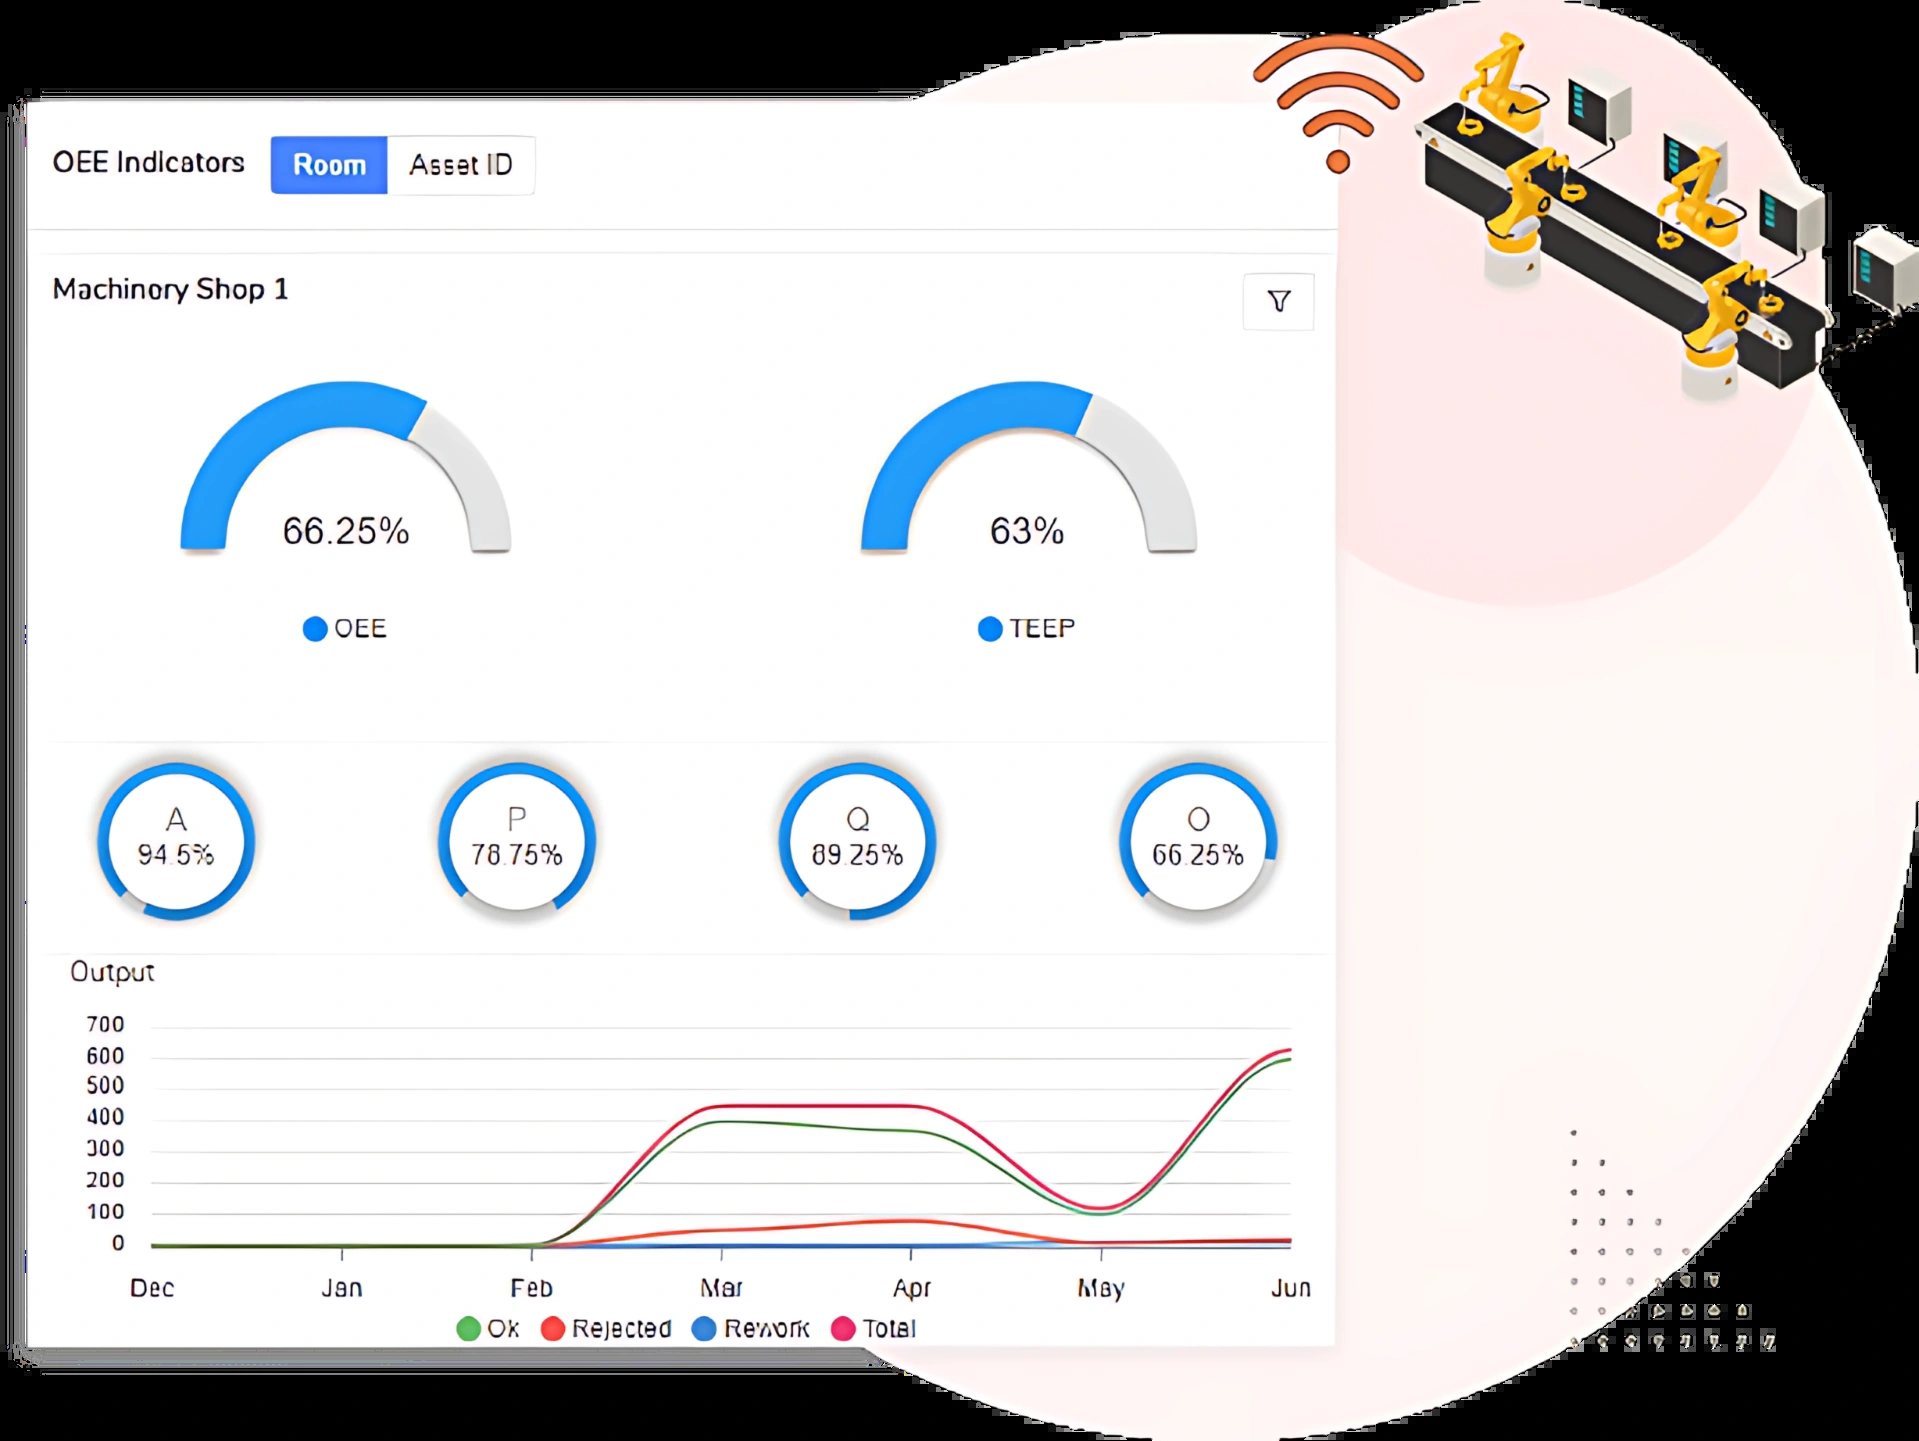 OEE Indicators Room Asset ID
Machinery Shop 1
66.25% 63%
OEE TEEP
A P Q O
94.5% 78.75% 89.25% 66.25%
Output
700
600
500
400
300
200
100
0
Dec Jan Feb Mar Apr May Jun
Ok Rejected Rework Total